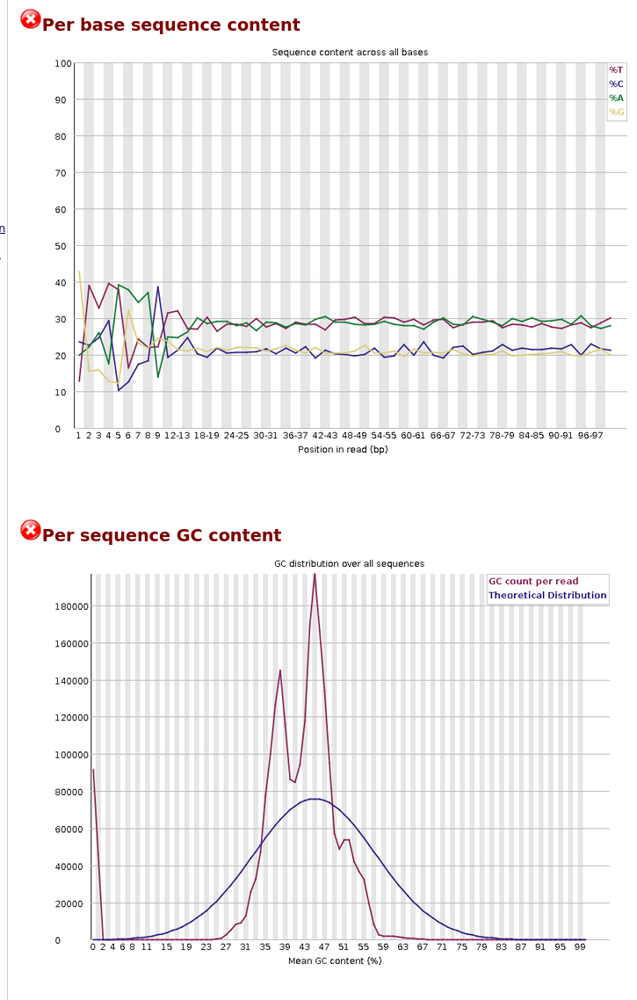 Per base sequence content
Sequence content across all bases
%T
%C
%A
%G
100
90
80
70
60
50
40
30
20
10
0
1 2 3 4 5 6 7 8 9 12-13 18-19 24-25 30-31 36-37 42-43 48-49 54-55 60-61 66-67 72-73 78-79 84-85 90-91 96-97
Position in read (bp)
n
Per sequence GC content
GC distribution over all sequences
GC count per read
Theoretical Distribution
180000
160000
140000
120000
100000
80000
60000
40000
20000
0
0 2 4 6 8 11 15 19 23 27 31 35 39 43 47 51 55 59 63 67 71 75 79 83 87 91 95 99
Mean GC content (%)